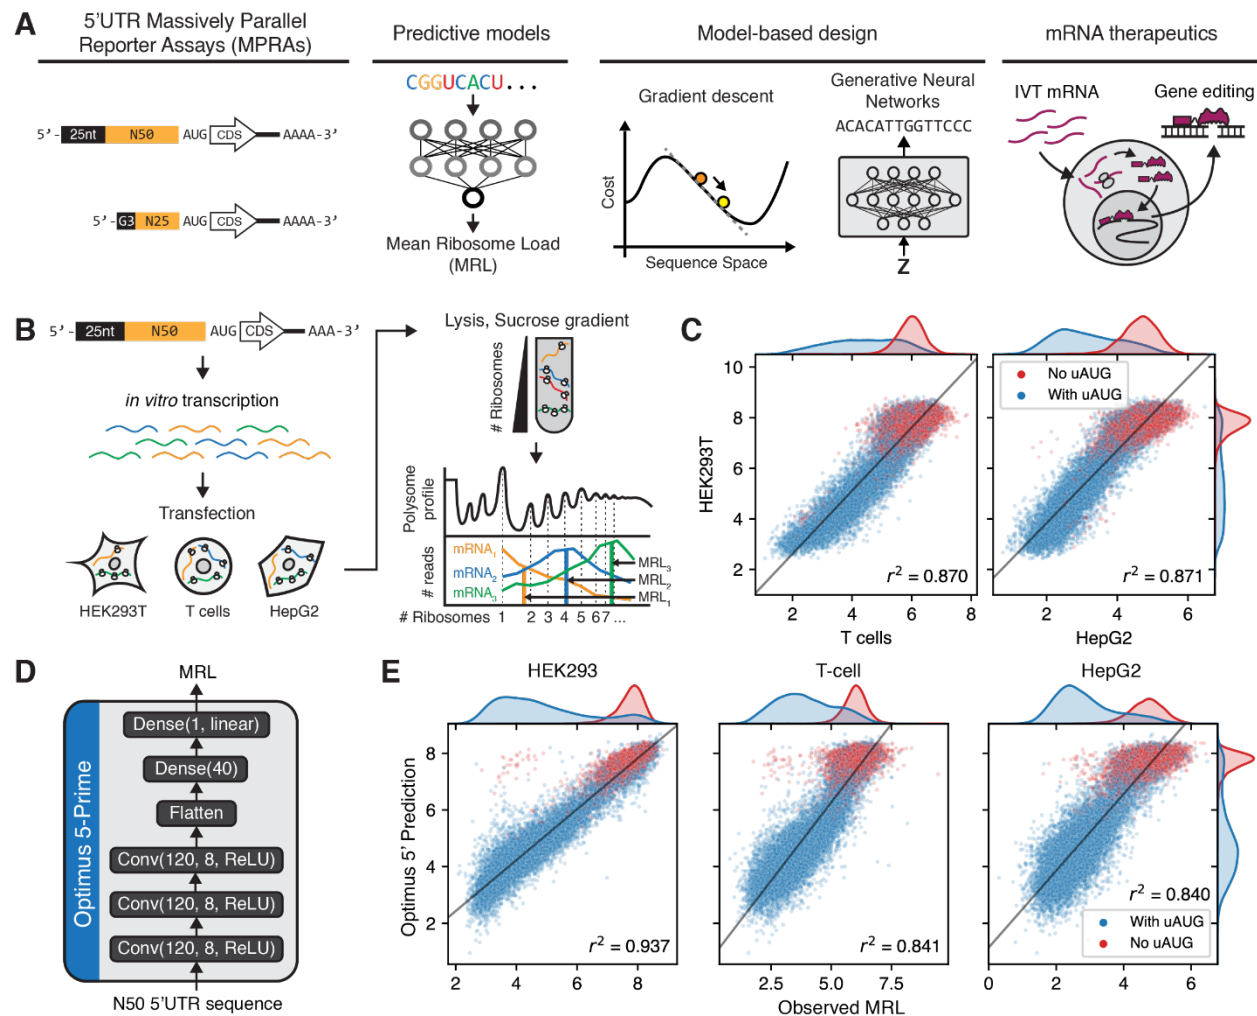 A
5'UTR Massively Parallel
Reporter Assays (MPRAs)
Predictive models
Model-based design
mRNA therapeutics
5'-
25nt
N50
AUG
CDS
AAAA-3'
5'-
G3
N25
AUG
CDS
AAAA-3'
CGGUCACU...
Mean Ribosome Load
(MRL)
Gradient descent
Cost
Sequence Space
Generative Neural
Networks
ACACATTGGTTCCC
Z
IVT mRNA
Gene editing
B
5'-
25nt
N50
AUG
CDS
AAA-3'
in vitro transcription
Transfection
HEK293T
T cells
HepG2
Lysis, Sucrose gradient
# Ribosomes
Polysome
profile
# reads
mRNA1
mRNA2
mRNA3
MRL3
MRL2
MRL1
# Ribosomes 1 2 3 4 5 6 7 ...
C
HEK293T
10
8
6
4
2
r² = 0.870
2 4 6 8
T cells
No uAUG
With uAUG
r² = 0.871
2 4 6
HepG2
D
MRL
Optimus 5-Prime
Dense(1, linear)
Dense(40)
Flatten
Conv(120, 8, ReLU)
Conv(120, 8, ReLU)
Conv(120, 8, ReLU)
N50 5'UTR sequence
E
HEK293
T-cell
HepG2
Optimus 5' Prediction
8
6
4
2
r² = 0.937
2 4 6 8
r² = 0.841
2.5 5.0 7.5
Observed MRL
r² = 0.840
With uAUG
No uAUG
0 2 4 6